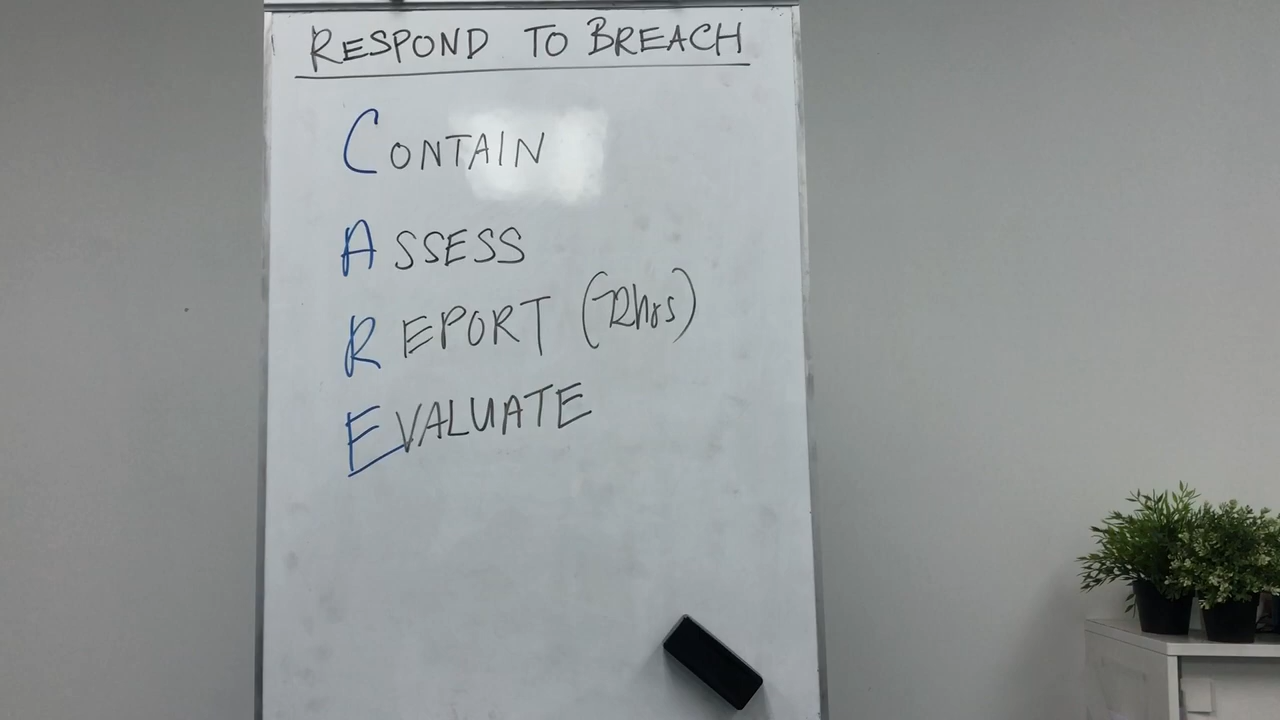 RESPOND TO BREACH
CONTAIN
ASSESS
REPORT (72hrs)
EVALUATE